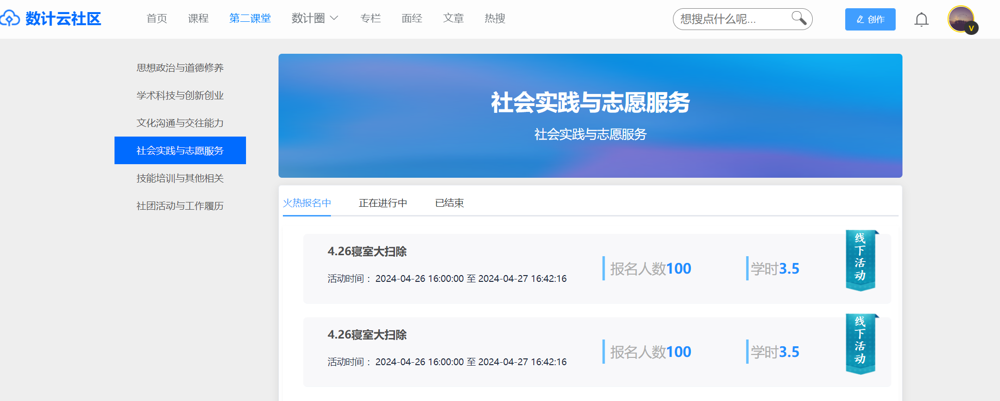 数计云社区
首页 课程 第二课堂 数计圈 专栏 面经 文章 热搜
想搜点什么呢...
创作
V
思想政治与道德修养
学术科技与创新创业
文化沟通与交往能力
社会实践与志愿服务
技能培训与其他相关
社团活动与工作履历
社会实践与志愿服务
社会实践与志愿服务
火热报名中 正在进行中 已结束
4.26寝室大扫除
活动时间 : 2024-04-26 16:00:00 至 2024-04-27 16:42:16
报名人数100
学时3.5
线下活动
4.26寝室大扫除
活动时间 : 2024-04-26 16:00:00 至 2024-04-27 16:42:16
报名人数100
学时3.5
线下活动